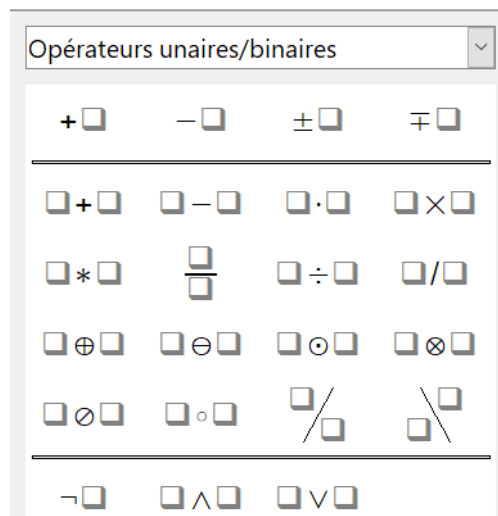 Opérateurs unaires/binaires
+❑ −❑ ±❑ ∓❑
❑+❑ ❑−❑ ❑·❑ ❑×❑
❑∗❑ ❑/❑ ❑÷❑ ❑/❑
❑⊕❑ ❑⊖❑ ❑⊙❑ ❑⊗❑
❑⊘❑ ❑∘❑ ❑/❑ ❑\❑
¬❑ ❑∧❑ ❑∨❑